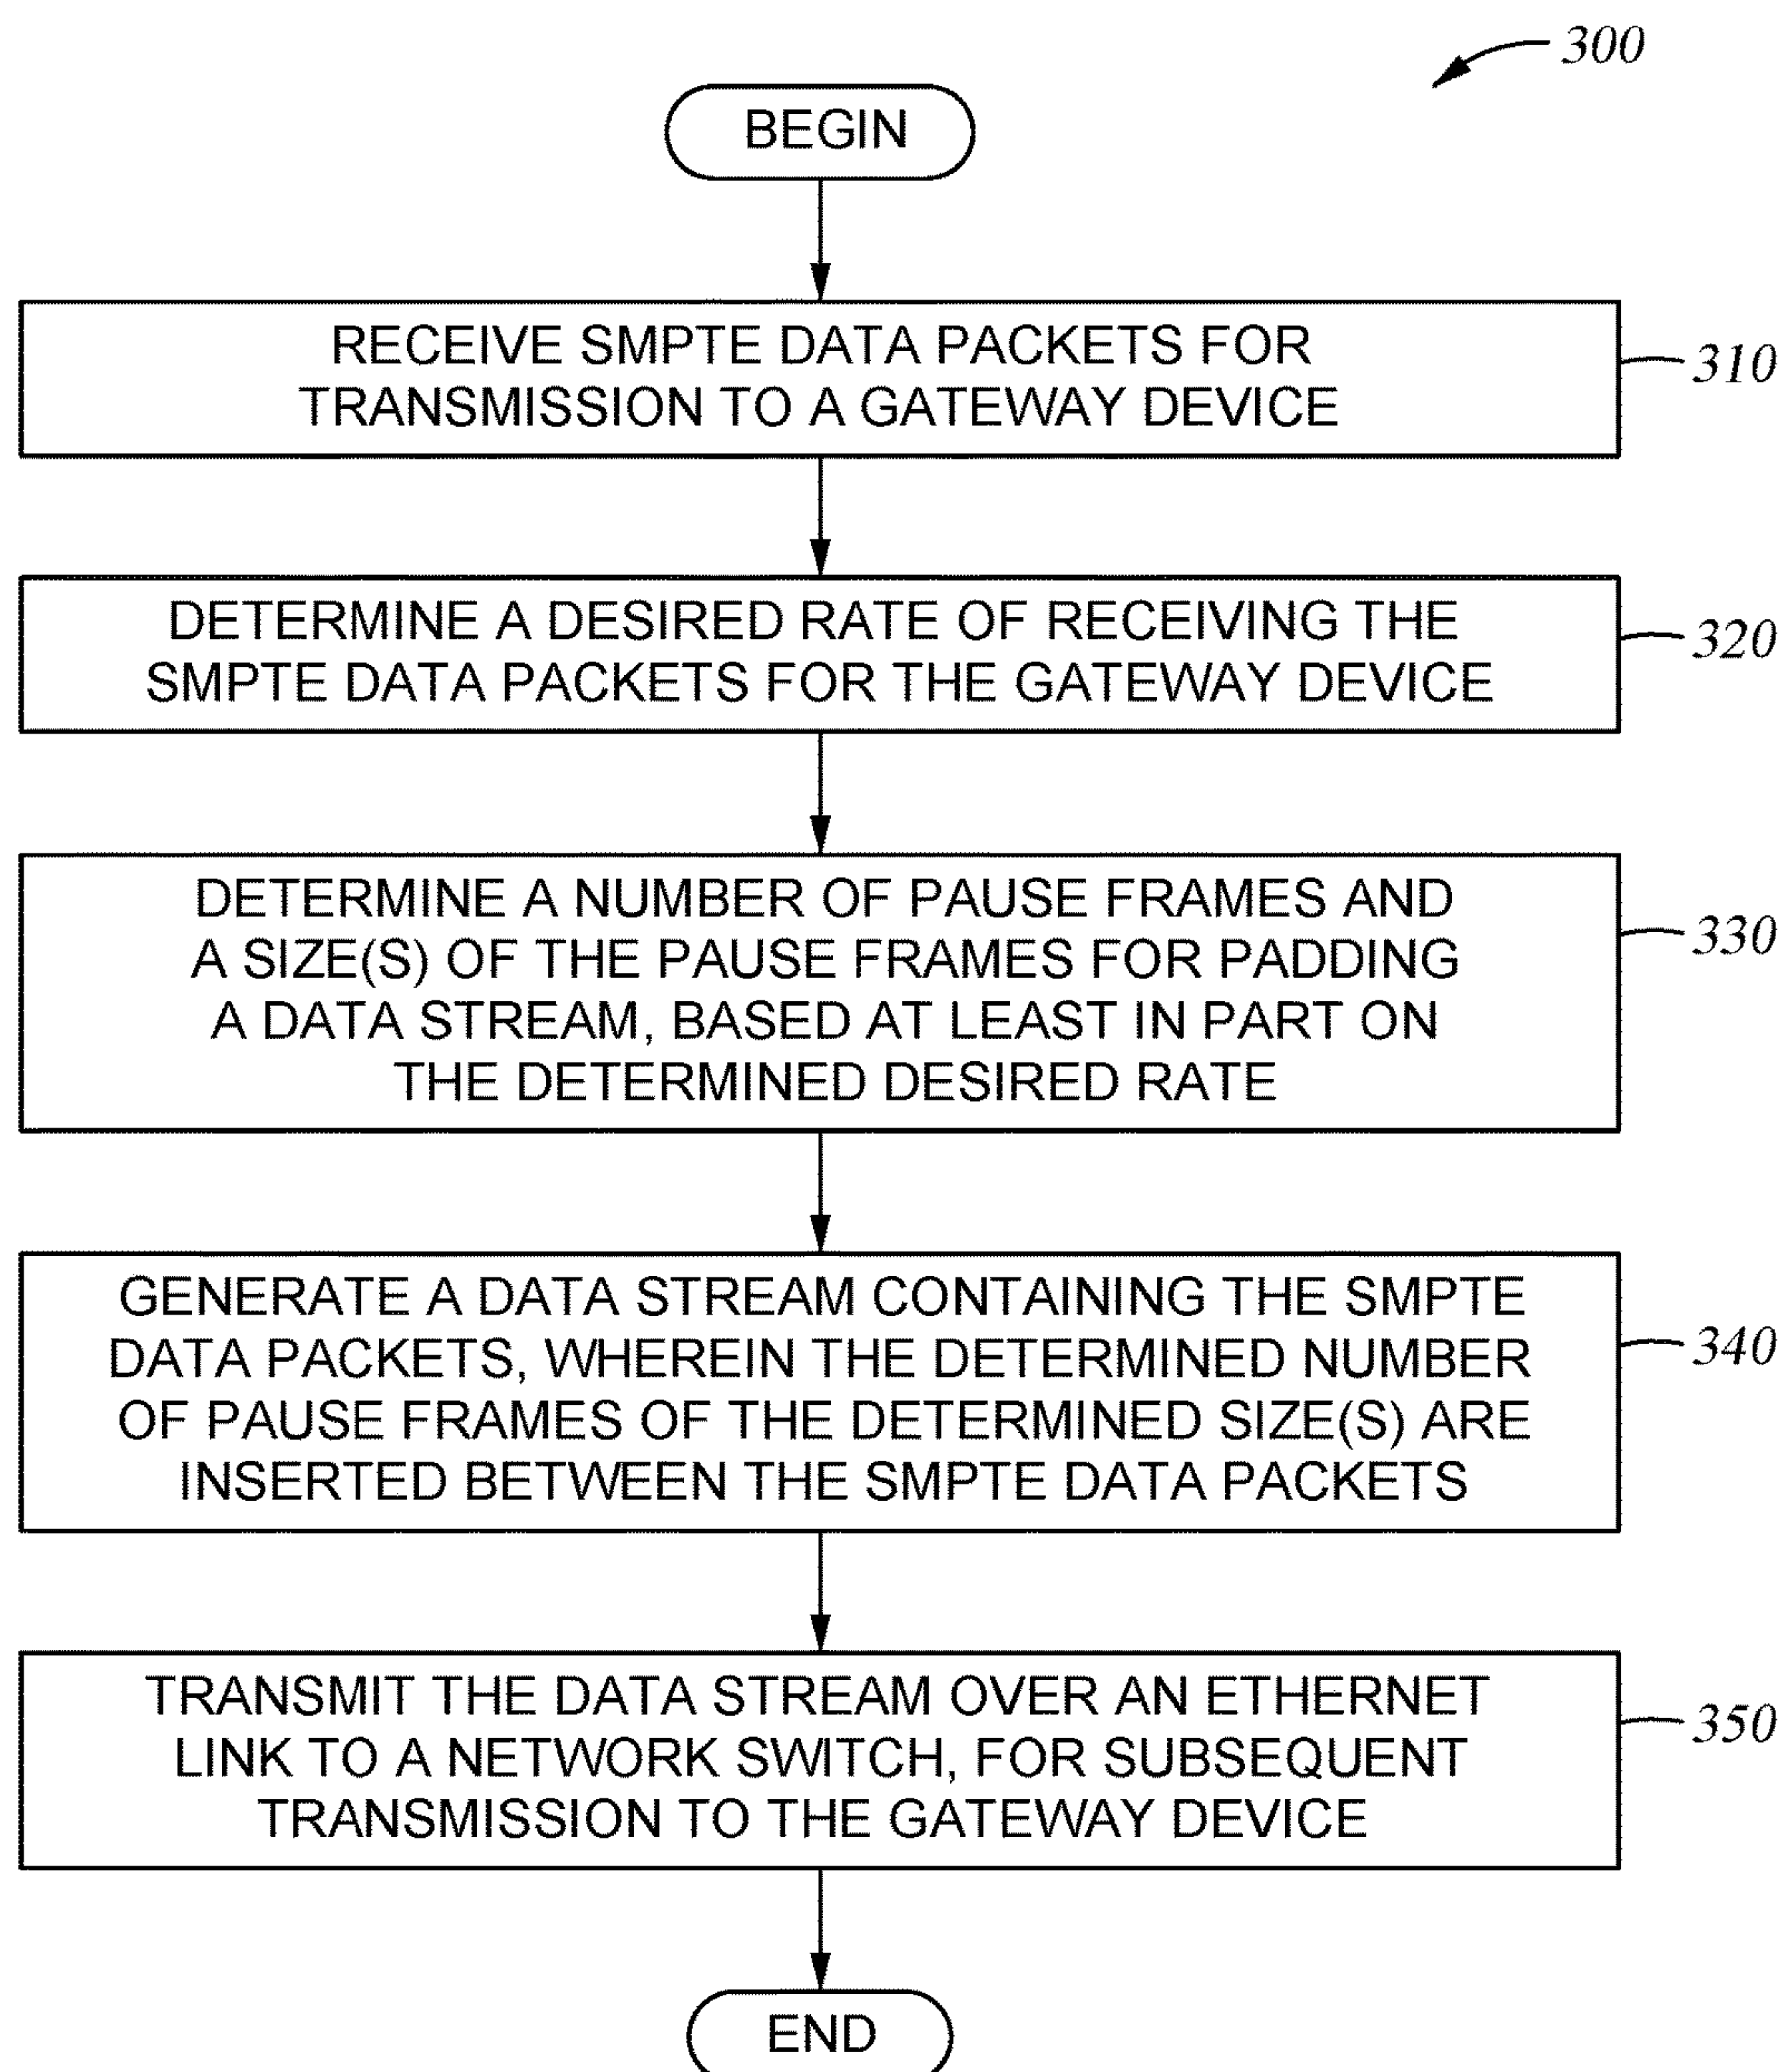 300
BEGIN
RECEIVE SMPTE DATA PACKETS FOR
TRANSMISSION TO A GATEWAY DEVICE
310
DETERMINE A DESIRED RATE OF RECEIVING THE
SMPTE DATA PACKETS FOR THE GATEWAY DEVICE
320
DETERMINE A NUMBER OF PAUSE FRAMES AND
A SIZE(S) OF THE PAUSE FRAMES FOR PADDING
A DATA STREAM, BASED AT LEAST IN PART ON
THE DETERMINED DESIRED RATE
330
GENERATE A DATA STREAM CONTAINING THE SMPTE
DATA PACKETS, WHEREIN THE DETERMINED NUMBER
OF PAUSE FRAMES OF THE DETERMINED SIZE(S) ARE
INSERTED BETWEEN THE SMPTE DATA PACKETS
340
TRANSMIT THE DATA STREAM OVER AN ETHERNET
LINK TO A NETWORK SWITCH, FOR SUBSEQUENT
TRANSMISSION TO THE GATEWAY DEVICE
350
END